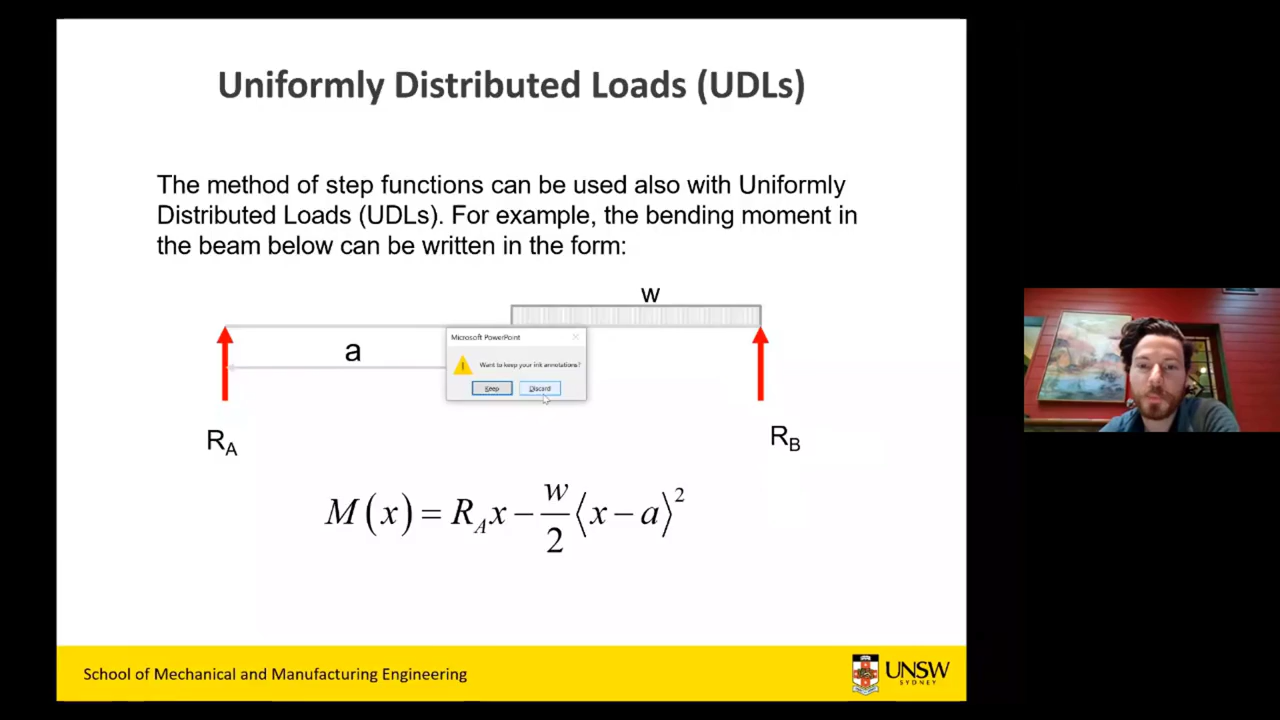 Uniformly Distributed Loads (UDLs)
The method of step functions can be used also with Uniformly
Distributed Loads (UDLs). For example, the bending moment in
the beam below can be written in the form:
w
Microsoft PowerPoint
a
Want to keep your ink annotations?
Keep Discard
R_A
R_B
M(x) = R_A x − w/2 ⟨x − a⟩²
School of Mechanical and Manufacturing Engineering
UNSW
SYDNEY